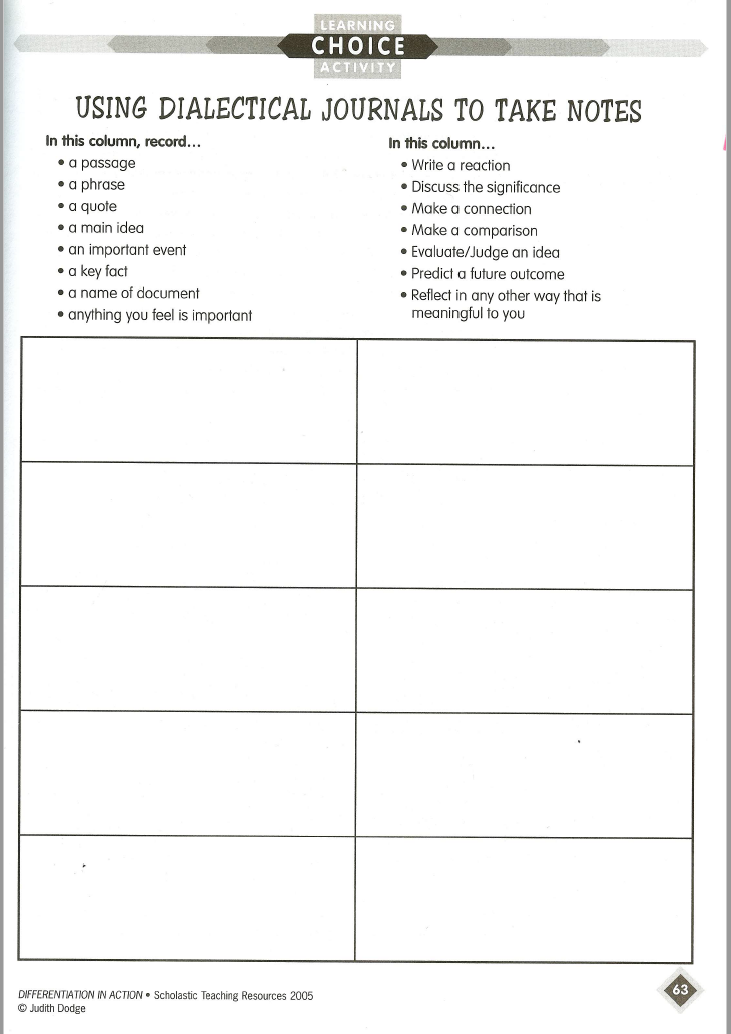 LEARNING
CHOICE
ACTIVITY
USING DIALECTICAL JOURNALS TO TAKE NOTES
In this column, record...
• a passage
• a phrase
• a quote
• a main idea
• an important event
• a key fact
• a name of document
• anything you feel is important
In this column...
• Write a reaction
• Discuss the significance
• Make a connection
• Make a comparison
• Evaluate/Judge an idea
• Predict a future outcome
• Reflect in any other way that is
meaningful to you
DIFFERENTIATION IN ACTION • Scholastic Teaching Resources 2005
© Judith Dodge
63